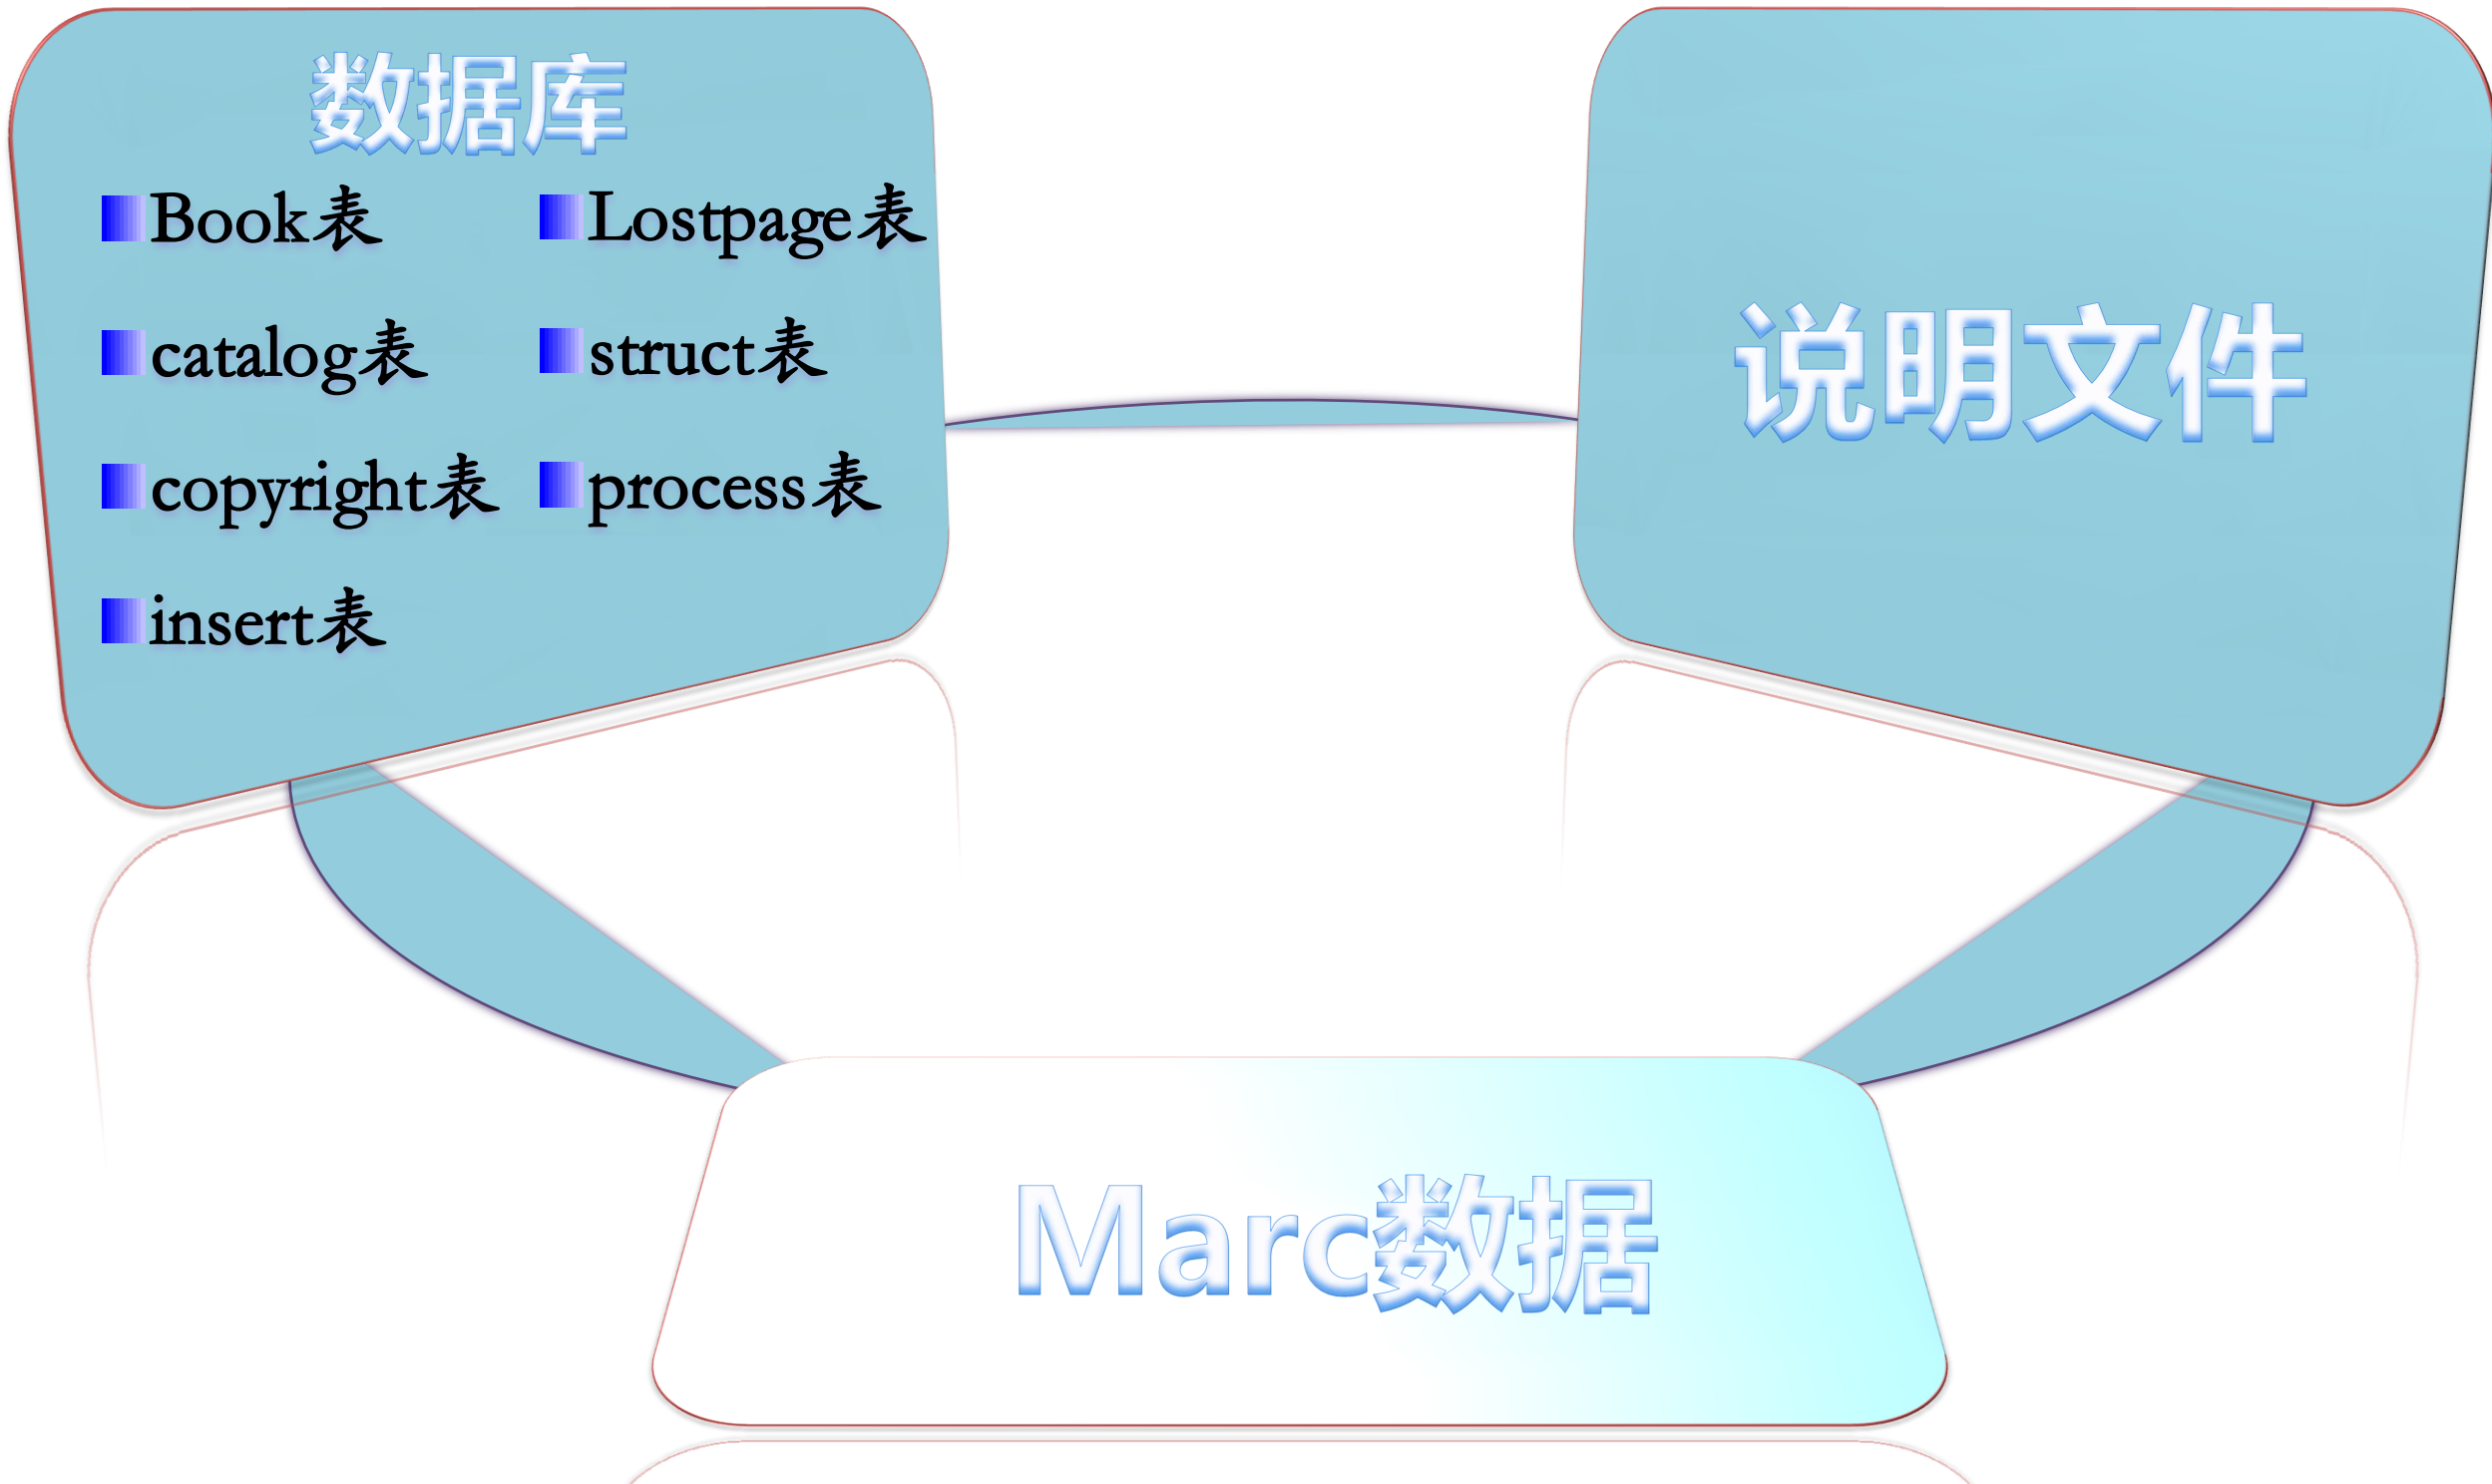 数据库
Book表
Lostpage表
catalog表
struct表
copyright表
process表
insert表
说明文件
Marc数据